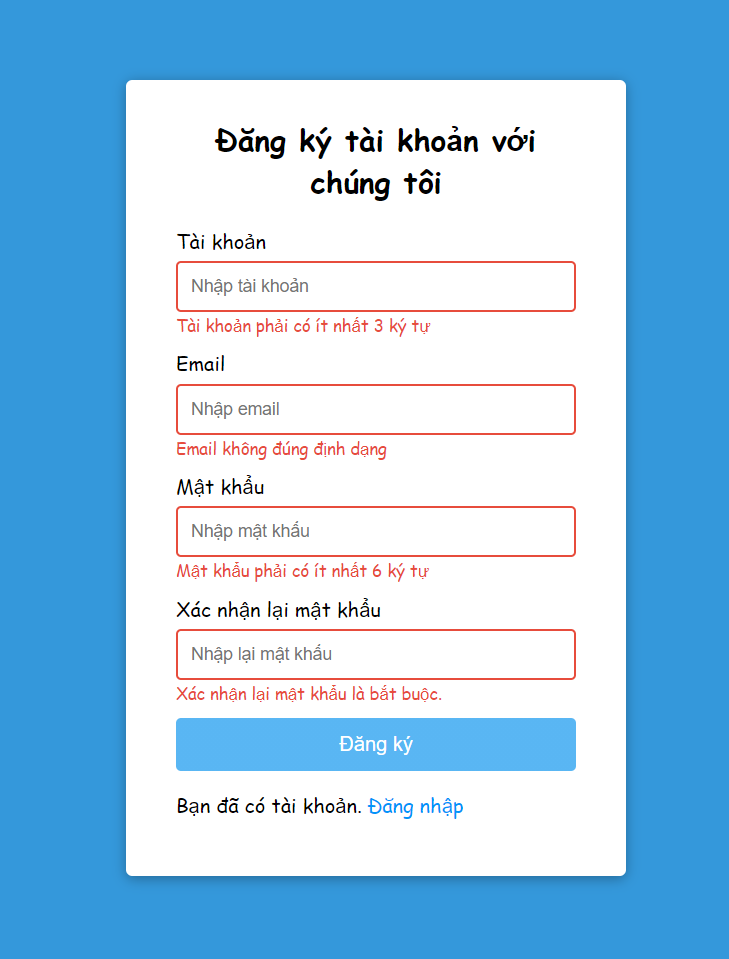 Đăng ký tài khoản với
chúng tôi
Tài khoản
Nhập tài khoản
Tài khoản phải có ít nhất 3 ký tự
Email
Nhập email
Email không đúng định dạng
Mật khẩu
Nhập mật khẩu
Mật khẩu phải có ít nhất 6 ký tự
Xác nhận lại mật khẩu
Nhập lại mật khẩu
Xác nhận lại mật khẩu là bắt buộc.
Đăng ký
Bạn đã có tài khoản. Đăng nhập